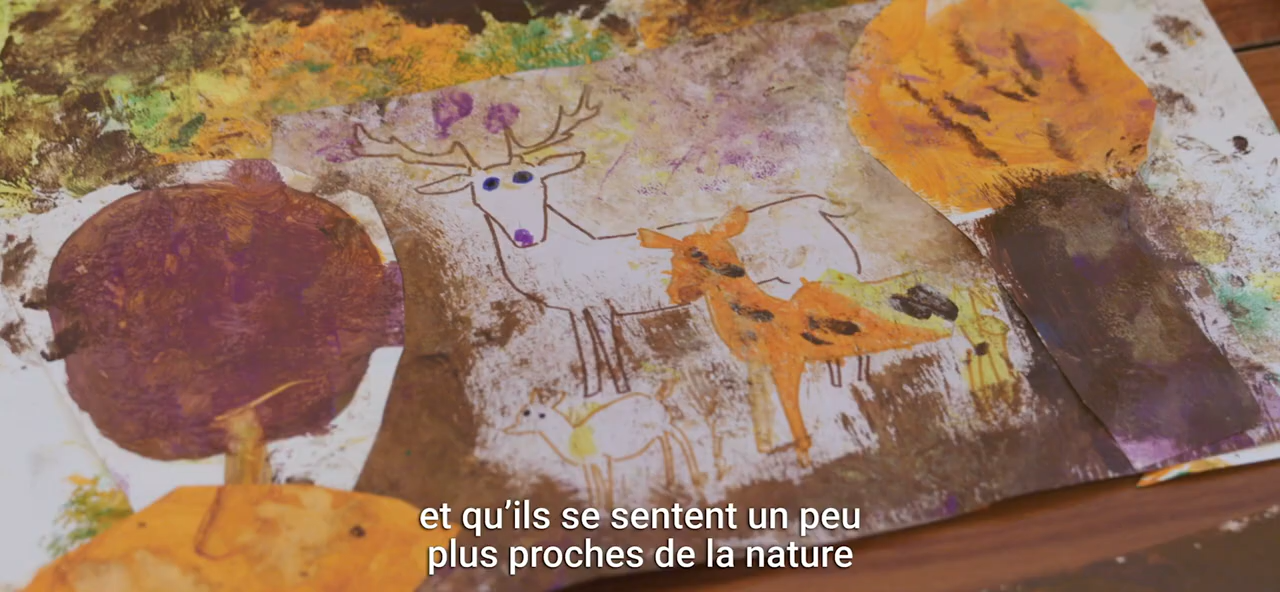 et qu’ils se sentent un peu
plus proches de la nature